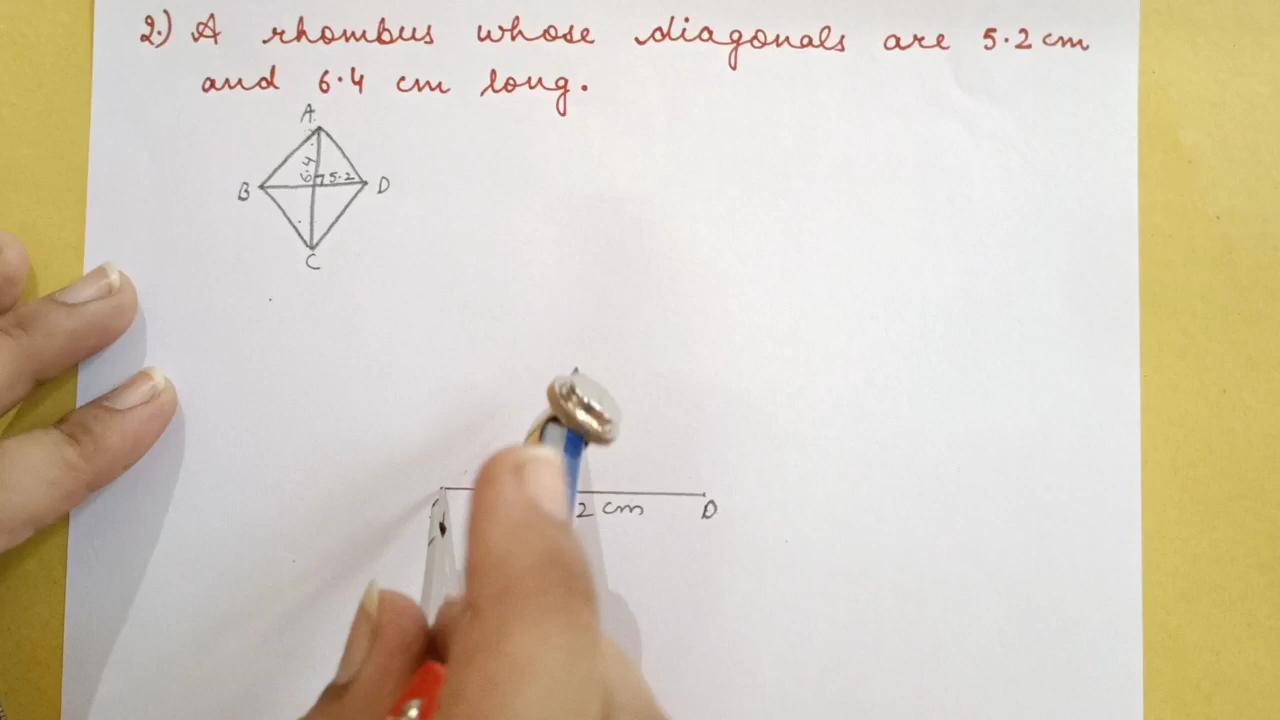 2.) A rhombus whose diagonals are 5.2 cm
and 6.4 cm long.
A
6.4
B
5.2
D
C
2 cm
D